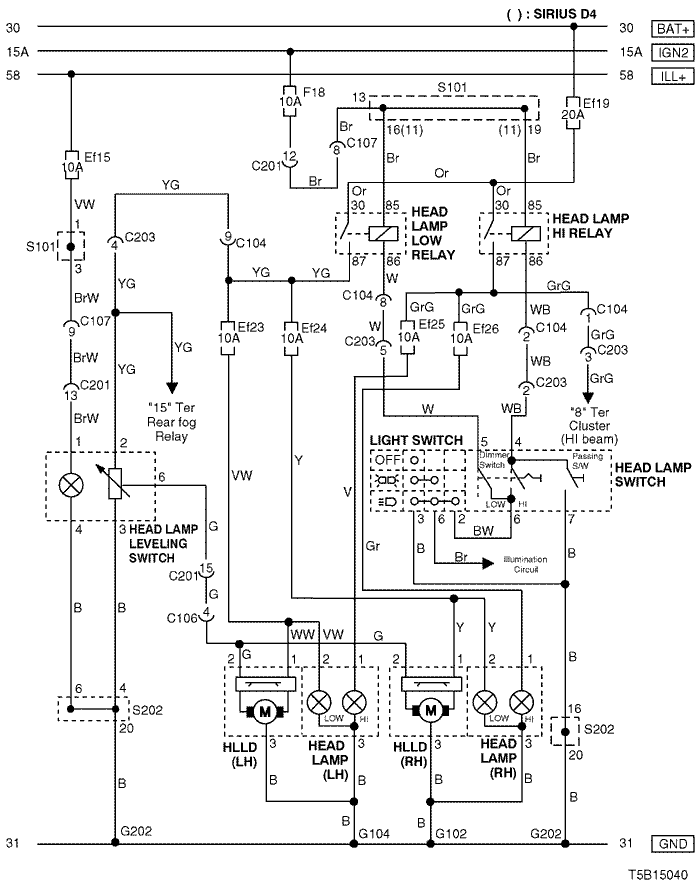 ( ) : SIRIUS D4
30 30 BAT+
15A 15A IGN2
58 58 ILL+
F18
10A
S101
13
16(11) (11) 19
Ef19
20A
Br
8 C107
12
C201
Br
Br Br
Ef15
10A
VW
1
S101
3
YG
4 C203
9 C104
YG
Or
Or Or
30 85
30 85
HEAD
LAMP
LOW
RELAY
HEAD LAMP
HI RELAY
87 86
87 86
YG YG
W
GrG
BrW
C107
9
C104 8
GrG GrG
WB
C104
1
Ef23
10A
Ef24
10A
W
Ef25
10A
Ef26
10A
C104
2
GrG
C203
3
BrW
YG
YG
C203 5
WB
GrG
C201
13
C203
2
BrW
"15" Ter
Rear fog
Relay
W
WB
"8" Ter
Cluster
(HI beam)
1 2
LIGHT SWITCH
5 4
OFF
Dimmer
Switch
Passing
S/W
HEAD LAMP
SWITCH
LOW HI
6
VW
Y
V
4 3
3 6 2
6 7
HEAD LAMP
LEVELING
SWITCH
G
BW
B
Br
Illumination
Circuit
Gr
B
15
C201
G
4
C106
B B
WW VW G
Y Y
B
G
2 1 2 1
2 1 2 1
6 4
S202
20
M
LOW HI
M
LOW HI
16
S202
20
3 3 3 3
HLLD
(LH)
HEAD
LAMP
(LH)
HLLD
(RH)
HEAD
LAMP
(RH)
B
B B B B
B
B B
G202 G104 G102 G202
31 31 GND
T5B15040